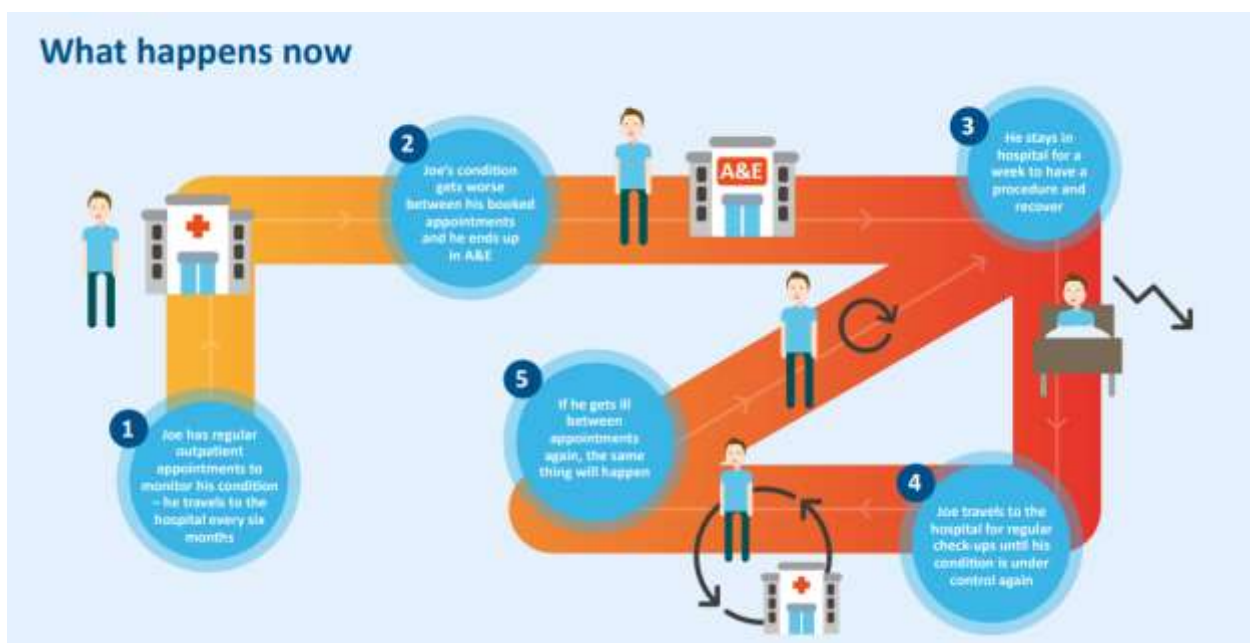 What happens now
1
Joe has regular
outpatient
appointments to
monitor his condition
– he travels to the
hospital every six
months
2
Joe's condition
gets worse
between his booked
appointments
and he ends up
in A&E
A&E
3
He stays in
hospital for a
week to have a
procedure and
recover
4
Joe travels to the
hospital for regular
check-ups until his
condition is under
control again
5
If he gets ill
between
appointments
again, the same
thing will happen